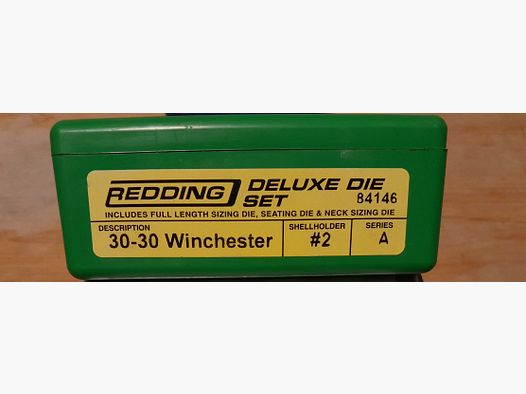 REDDING DELUXE DIE SET 84146
INCLUDES FULL LENGTH SIZING DIE, SEATING DIE & NECK SIZING DIE
DESCRIPTION SHELLHOLDER SERIES
30-30 Winchester #2 A